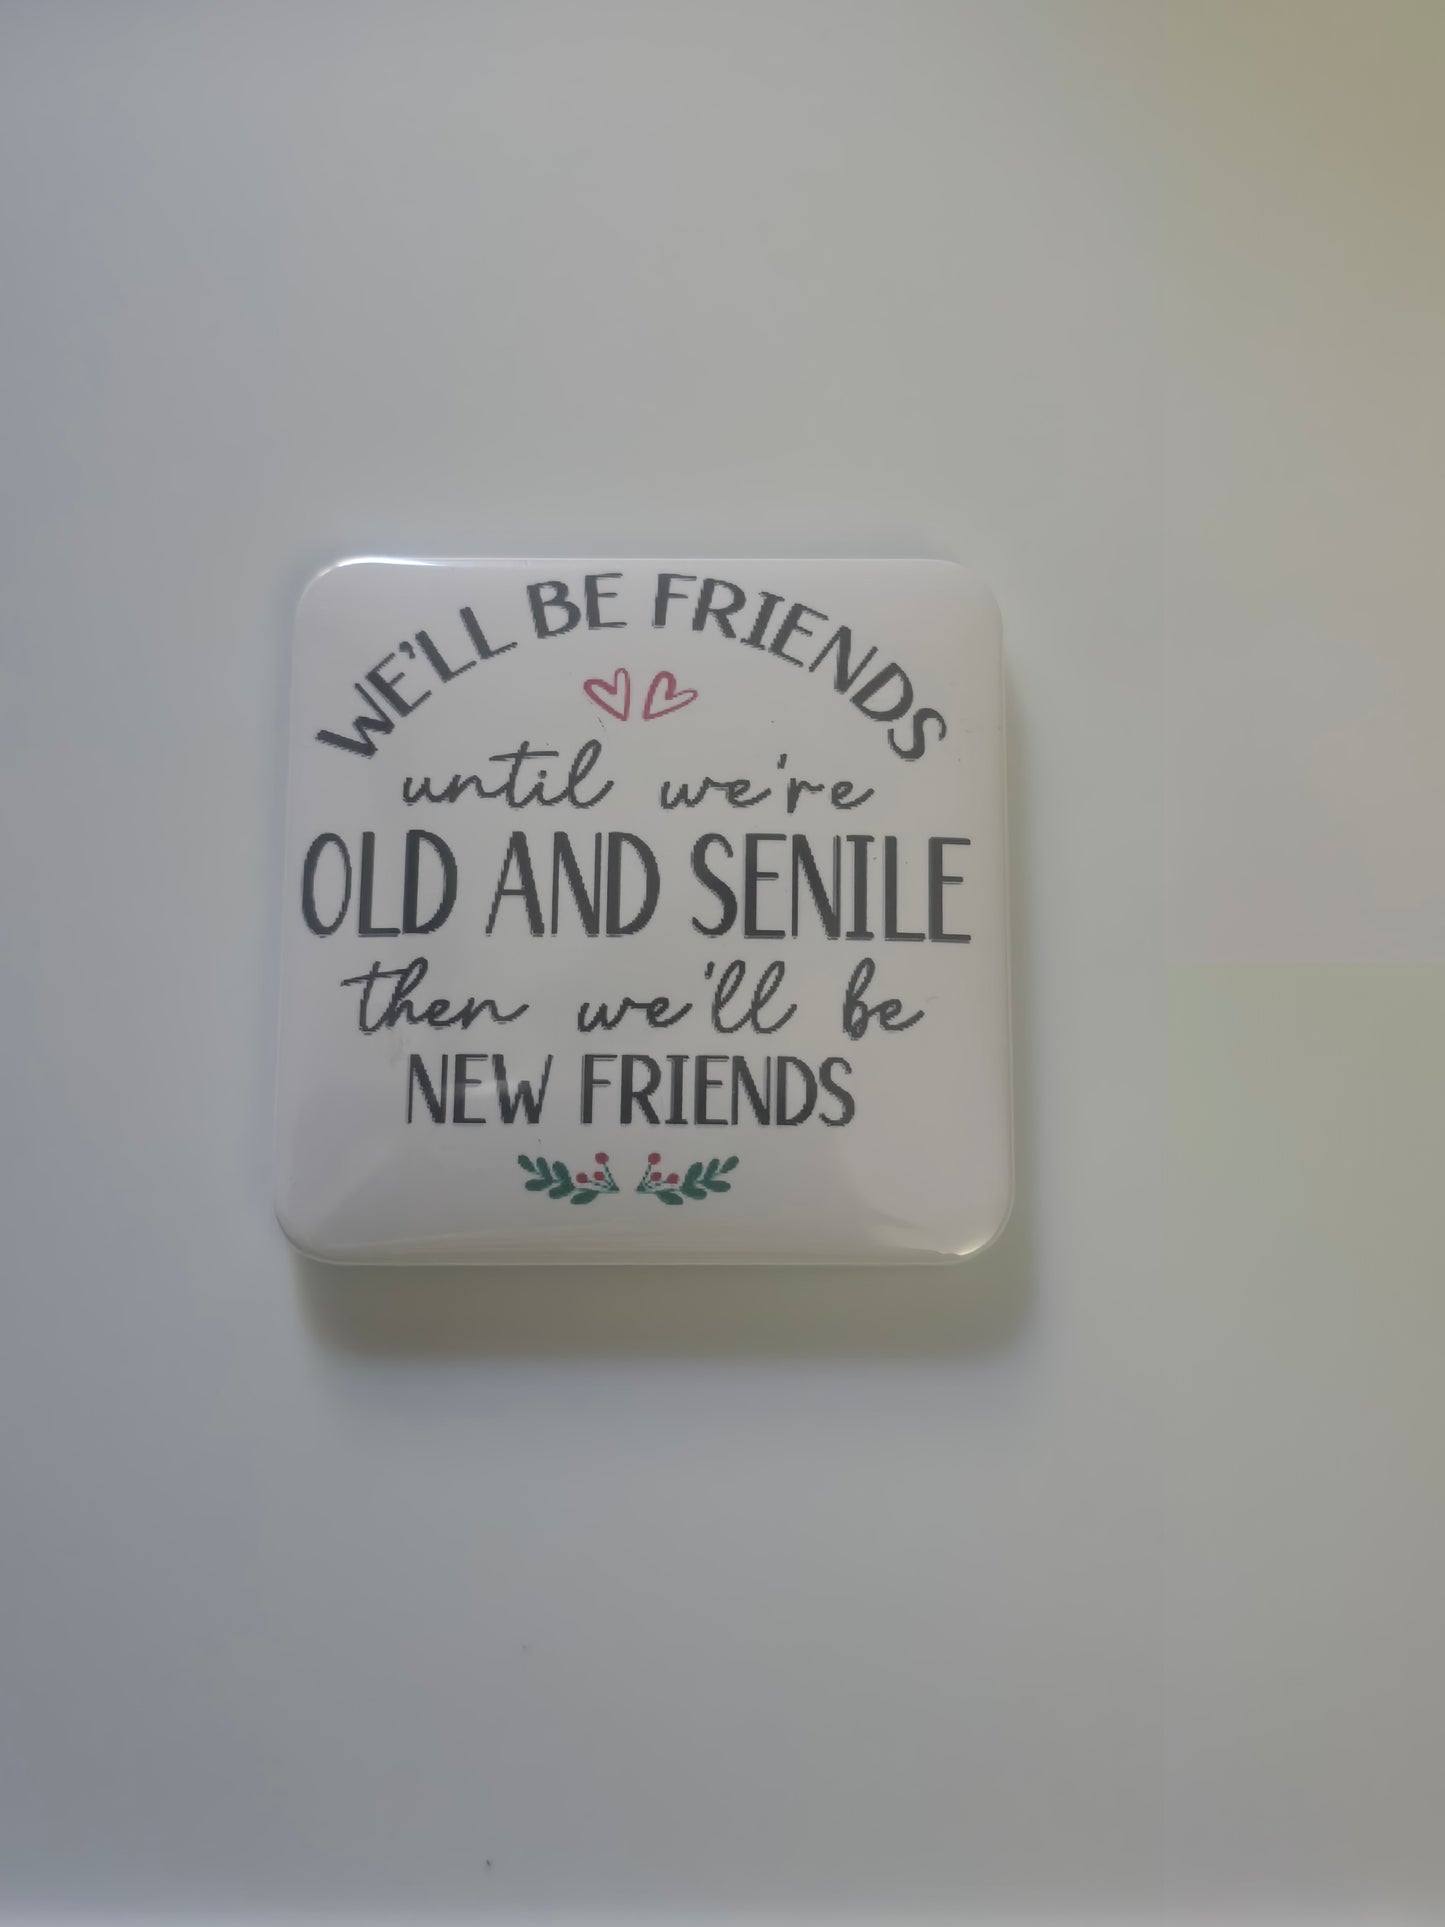 WE'LL BE FRIENDS
until we're
OLD AND SENILE
then we'll be
NEW FRIENDS